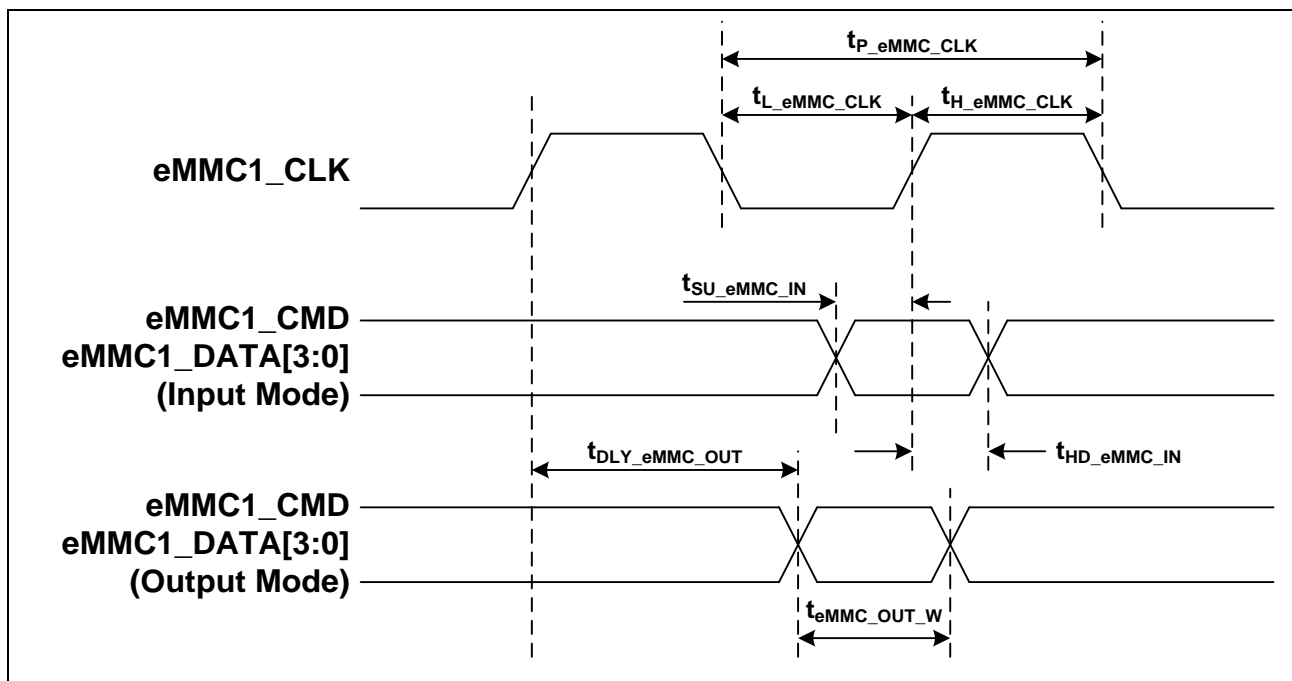 tP_eMMC_CLK
tL_eMMC_CLK
tH_eMMC_CLK
eMMC1_CLK
tSU_eMMC_IN
eMMC1_CMD
eMMC1_DATA[3:0]
(Input Mode)
tDLY_eMMC_OUT
tHD_eMMC_IN
eMMC1_CMD
eMMC1_DATA[3:0]
(Output Mode)
teMMC_OUT_W